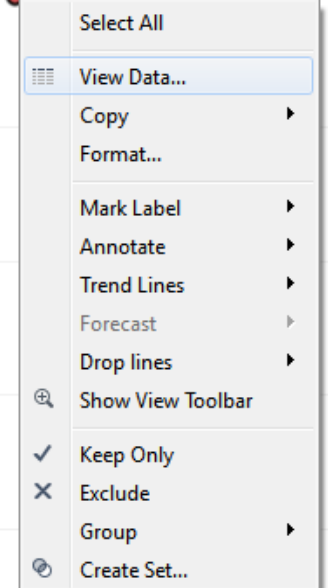 Select All
View Data...
Copy
Format...
Mark Label
Annotate
Trend Lines
Forecast
Drop lines
Show View Toolbar
Keep Only
Exclude
Group
Create Set...